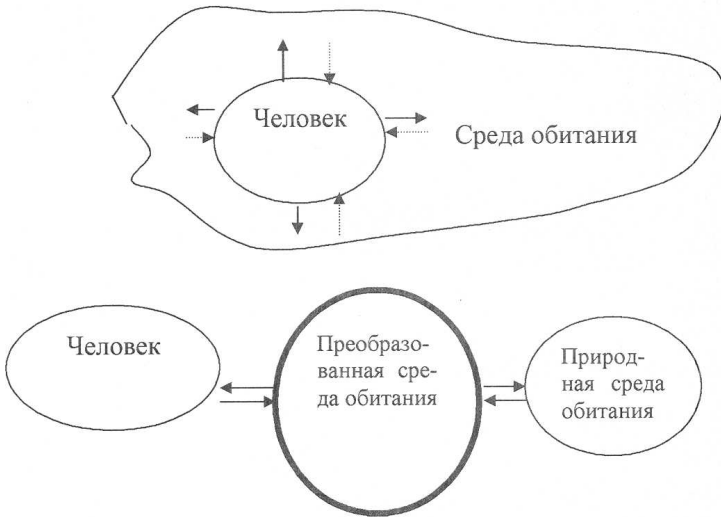 Человек
Среда обитания
Человек
Преобразо-
ванная сре-
да обитания
Природ-
ная среда
обитания